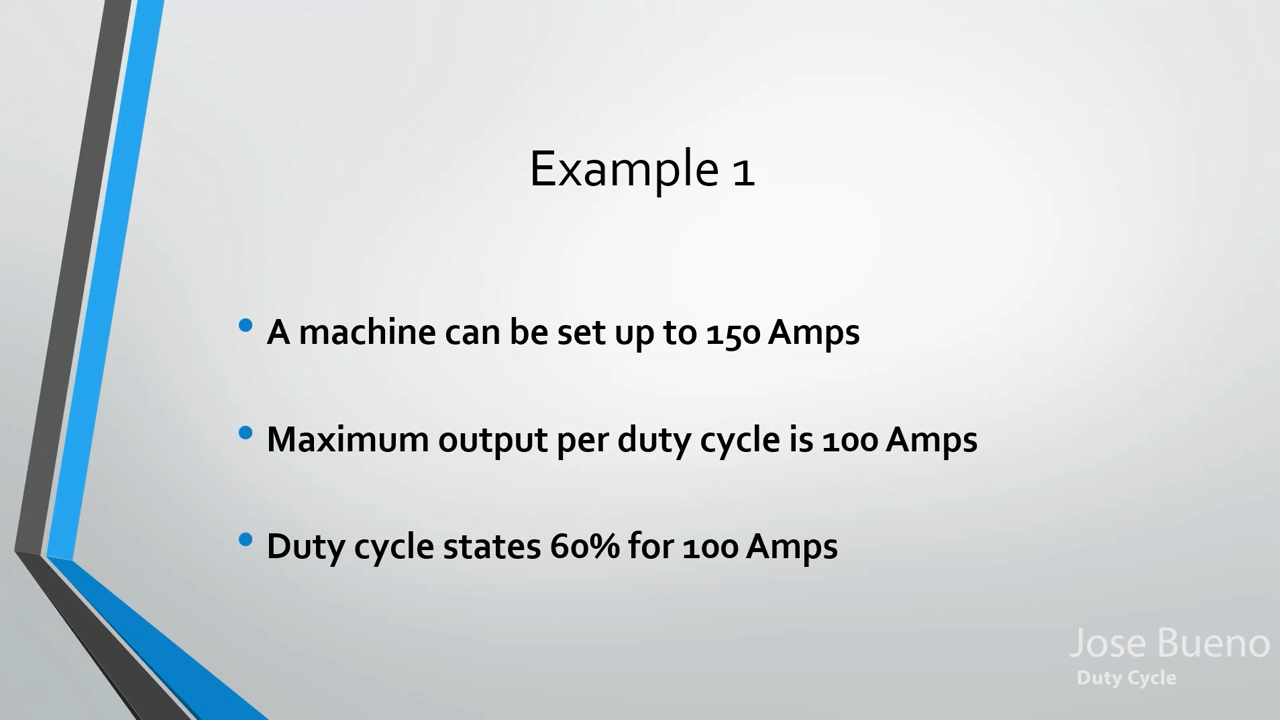 Example 1
• A machine can be set up to 150 Amps
• Maximum output per duty cycle is 100 Amps
• Duty cycle states 60% for 100 Amps
Jose Bueno
Duty Cycle